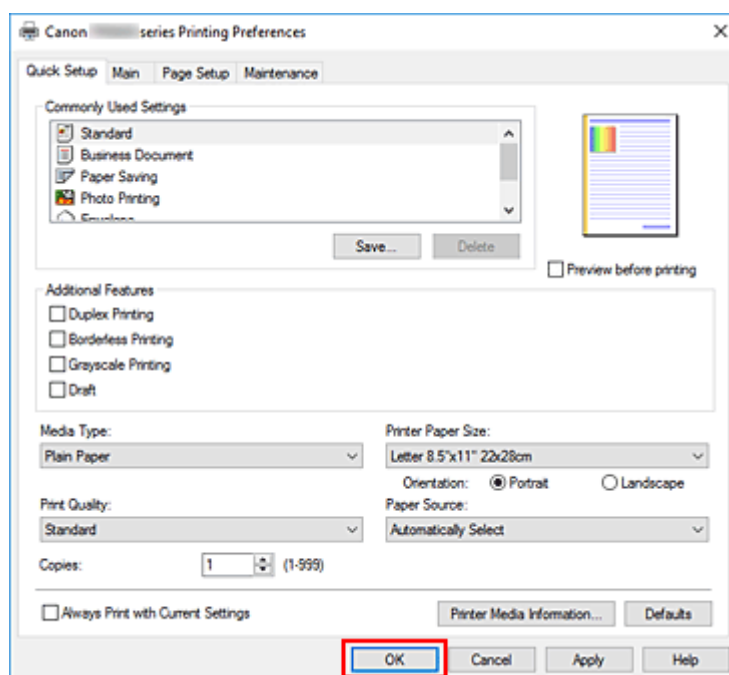 Canon series Printing Preferences
Quick Setup Main Page Setup Maintenance
Commonly Used Settings
Standard
Business Document
Paper Saving
Photo Printing
Save... Delete
Preview before printing
Additional Features
Duplex Printing
Borderless Printing
Grayscale Printing
Draft
Media Type: Printer Paper Size:
Plain Paper Letter 8.5"x11" 22x28cm
Orientation: Portrait Landscape
Print Quality: Paper Source:
Standard Automatically Select
Copies: 1 (1-999)
Always Print with Current Settings Printer Media Information... Defaults
OK Cancel Apply Help